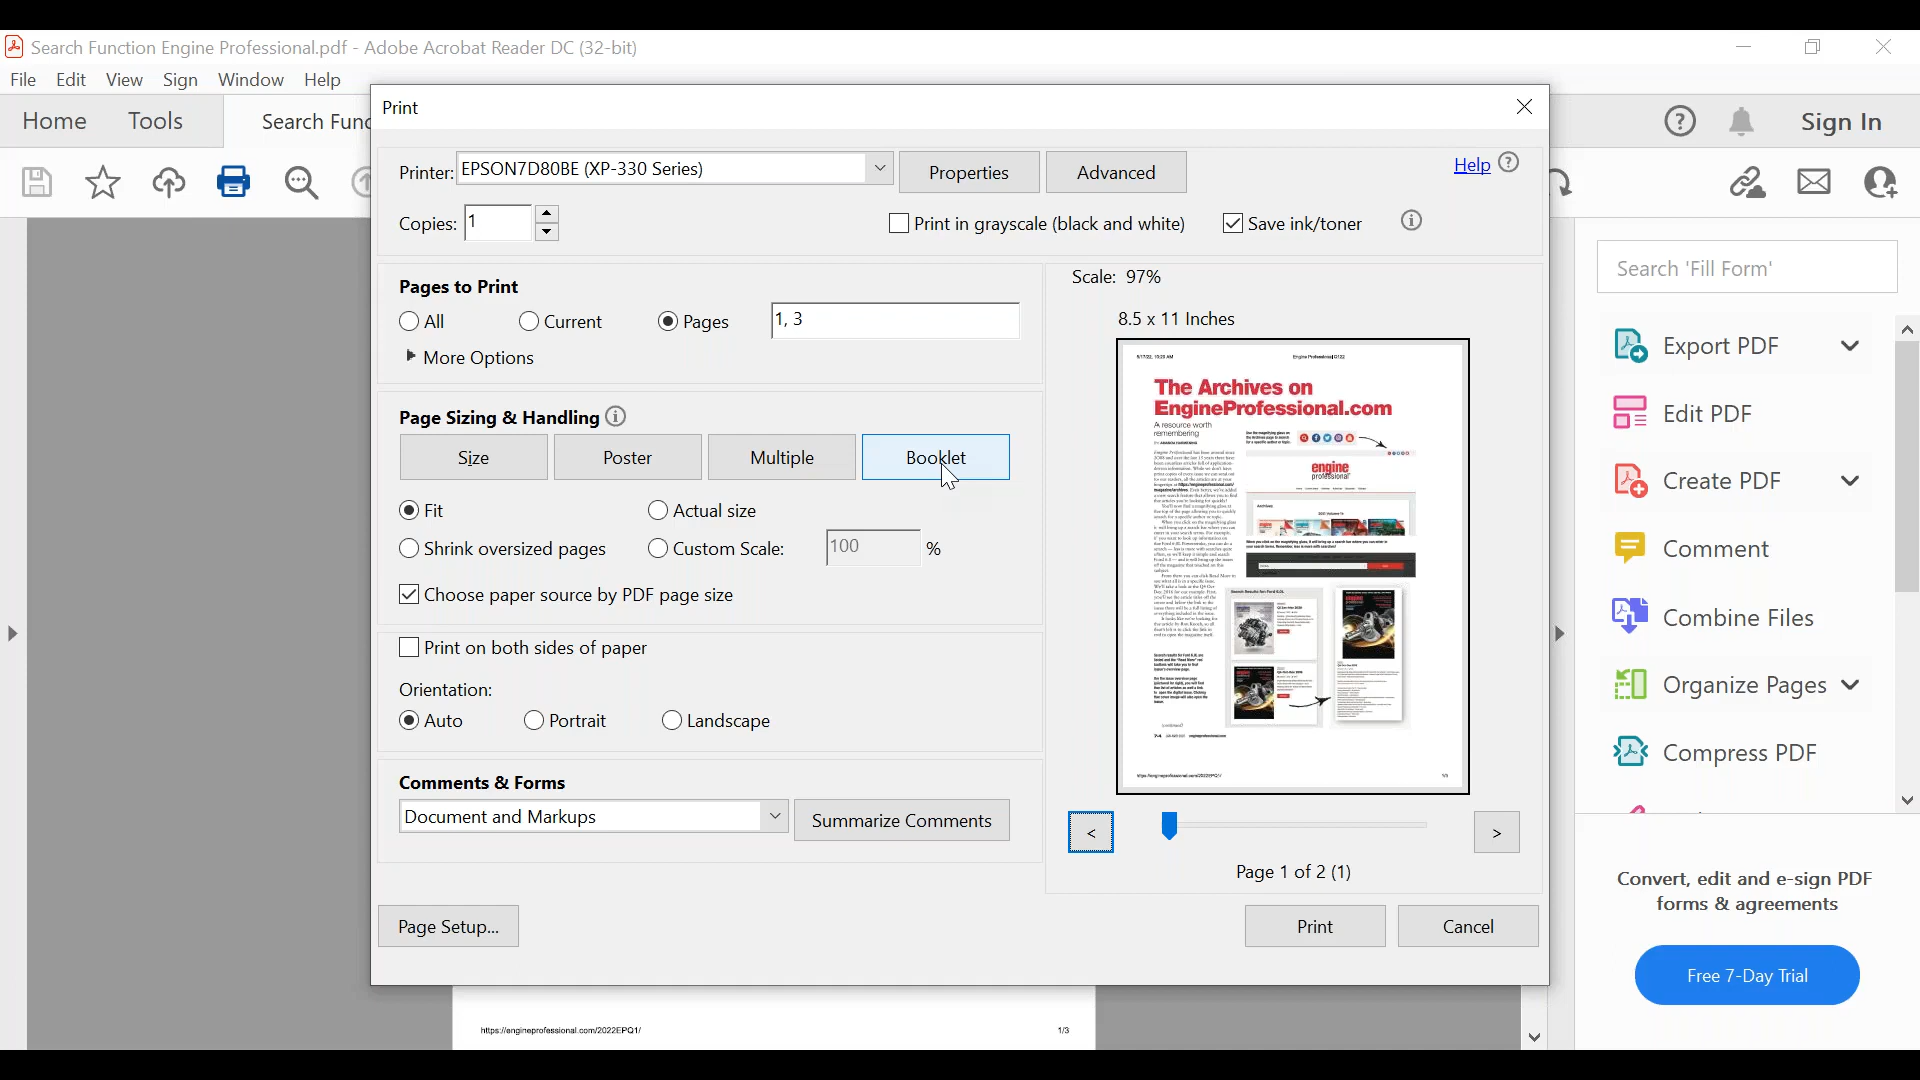 Search Function Engine Professional.pdf - Adobe Acrobat Reader DC (32-bit)
File Edit View Sign Window Help
Home Tools Search Func
Sign In
Print
Printer: EPSON7D80BE (XP-330 Series) Properties Advanced Help
Copies: 1 Print in grayscale (black and white) Save ink/toner
Pages to Print
All Current Pages 1, 3
More Options
Page Sizing & Handling
Size Poster Multiple Booklet
Fit Actual size
Shrink oversized pages Custom Scale: 100 %
Choose paper source by PDF page size
Print on both sides of paper
Orientation:
Auto Portrait Landscape
Comments & Forms
Document and Markups Summarize Comments
Page Setup...
Scale: 97%
8.5 x 11 Inches
The Archives on
EngineProfessional.com
A resource worth
remembering
engine
professional
< >
Page 1 of 2 (1)
Print Cancel
https://engineprofessional.com/2022EPQ1/ 1/3
Search 'Fill Form'
Export PDF
Edit PDF
Create PDF
Comment
Combine Files
Organize Pages
Compress PDF
Convert, edit and e-sign PDF
forms & agreements
Free 7-Day Trial